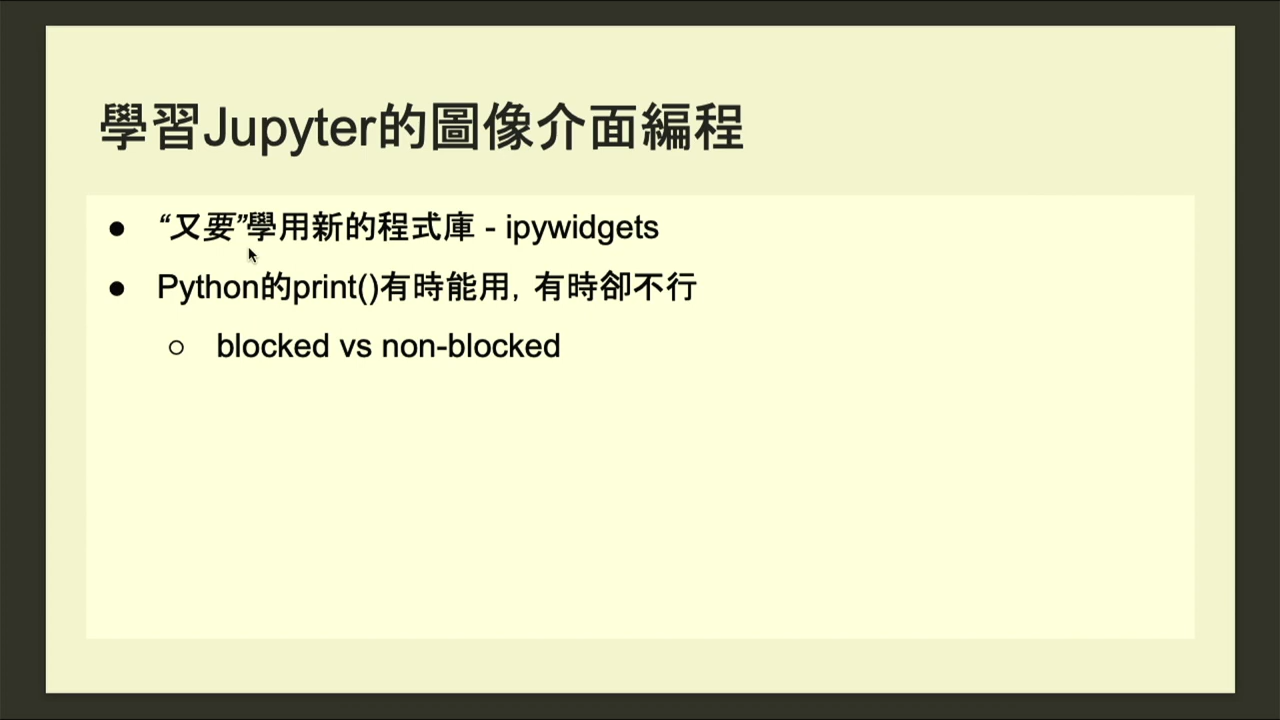 學習Jupyter的圖像介面編程
● “又要”學用新的程式庫 - ipywidgets
● Python的print()有時能用，有時卻不行
○ blocked vs non-blocked